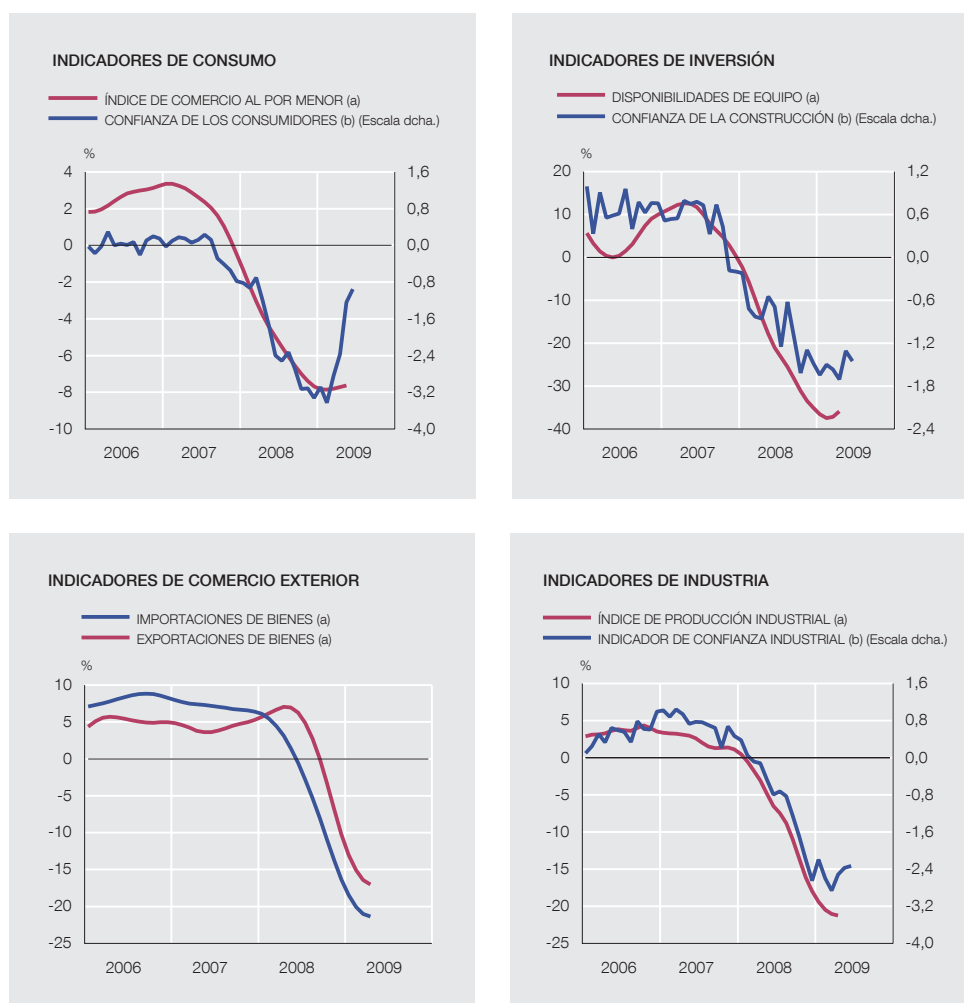 INDICADORES DE CONSUMO
ÍNDICE DE COMERCIO AL POR MENOR (a)
CONFIANZA DE LOS CONSUMIDORES (b) (Escala dcha.)
%
4 1,6
2 0,8
0 0,0
-2 -0,8
-4 -1,6
-6 -2,4
-8 -3,2
-10 -4,0
2006 2007 2008 2009
INDICADORES DE INVERSIÓN
DISPONIBILIDADES DE EQUIPO (a)
CONFIANZA DE LA CONSTRUCCIÓN (b) (Escala dcha.)
%
20 1,2
10 0,6
0 0,0
-10 -0,6
-20 -1,2
-30 -1,8
-40 -2,4
2006 2007 2008 2009
INDICADORES DE COMERCIO EXTERIOR
IMPORTACIONES DE BIENES (a)
EXPORTACIONES DE BIENES (a)
%
10
5
0
-5
-10
-15
-20
-25
2006 2007 2008 2009
INDICADORES DE INDUSTRIA
ÍNDICE DE PRODUCCIÓN INDUSTRIAL (a)
INDICADOR DE CONFIANZA INDUSTRIAL (b) (Escala dcha.)
%
10 1,6
5 0,8
0 0,0
-5 -0,8
-10 -1,6
-15 -2,4
-20 -3,2
-25 -4,0
2006 2007 2008 2009